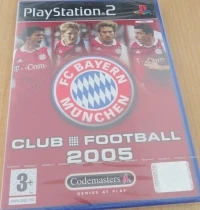 PlayStation 2
T··Com·
FC BAYERN
MÜNCHEN
CLUB FOOTBALL
2005
3+
Codemasters
GENIUS AT PLAY